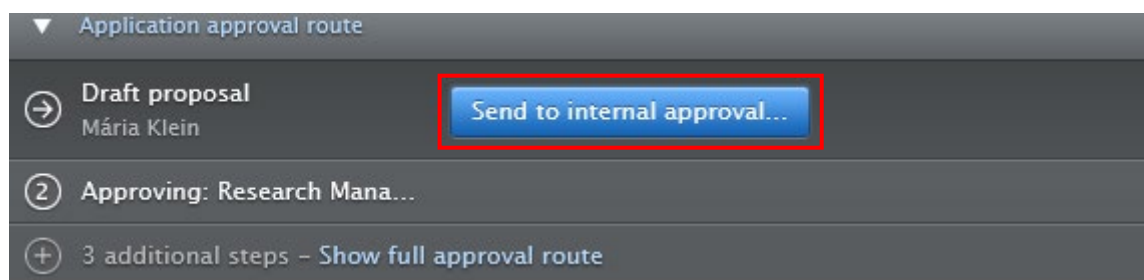 Application approval route
Draft proposal
Mária Klein
Send to internal approval...
2 Approving: Research Mana...
3 additional steps – Show full approval route